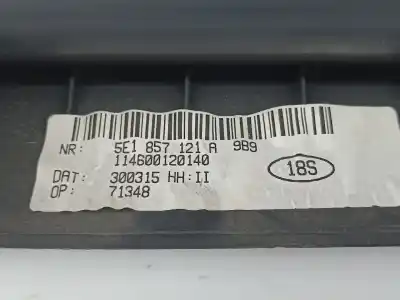 NR: 5E1 857 121 A 9B9
114600120140
18S
DAT: 300315 HH:II
OP: 71348